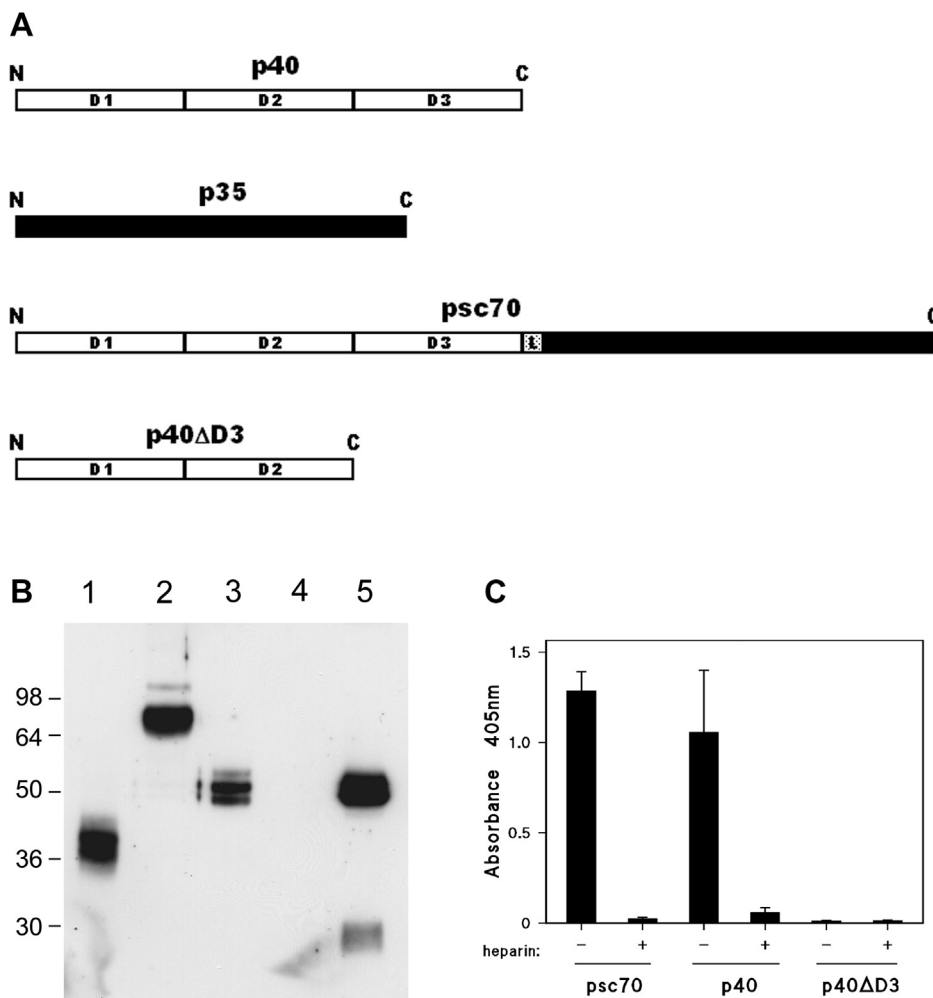 A
N p40 C
D1 D2 D3
N p35 C
N psc70 C
D1 D2 D3 t
N p40ΔD3 C
D1 D2
B 1 2 3 4 5
98
64
50
36
30
C
Absorbance 405nm
1.5
1.0
0.5
0
heparin: – + – + – +
psc70 p40 p40ΔD3